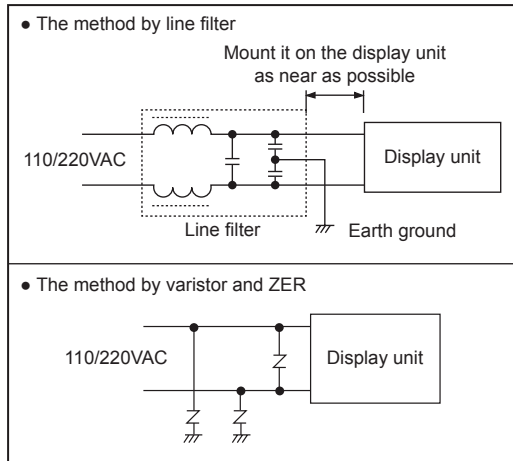 ● The method by line filter
Mount it on the display unit
as near as possible
110/220VAC
Display unit
Line filter
Earth ground
● The method by varistor and ZER
110/220VAC
Display unit